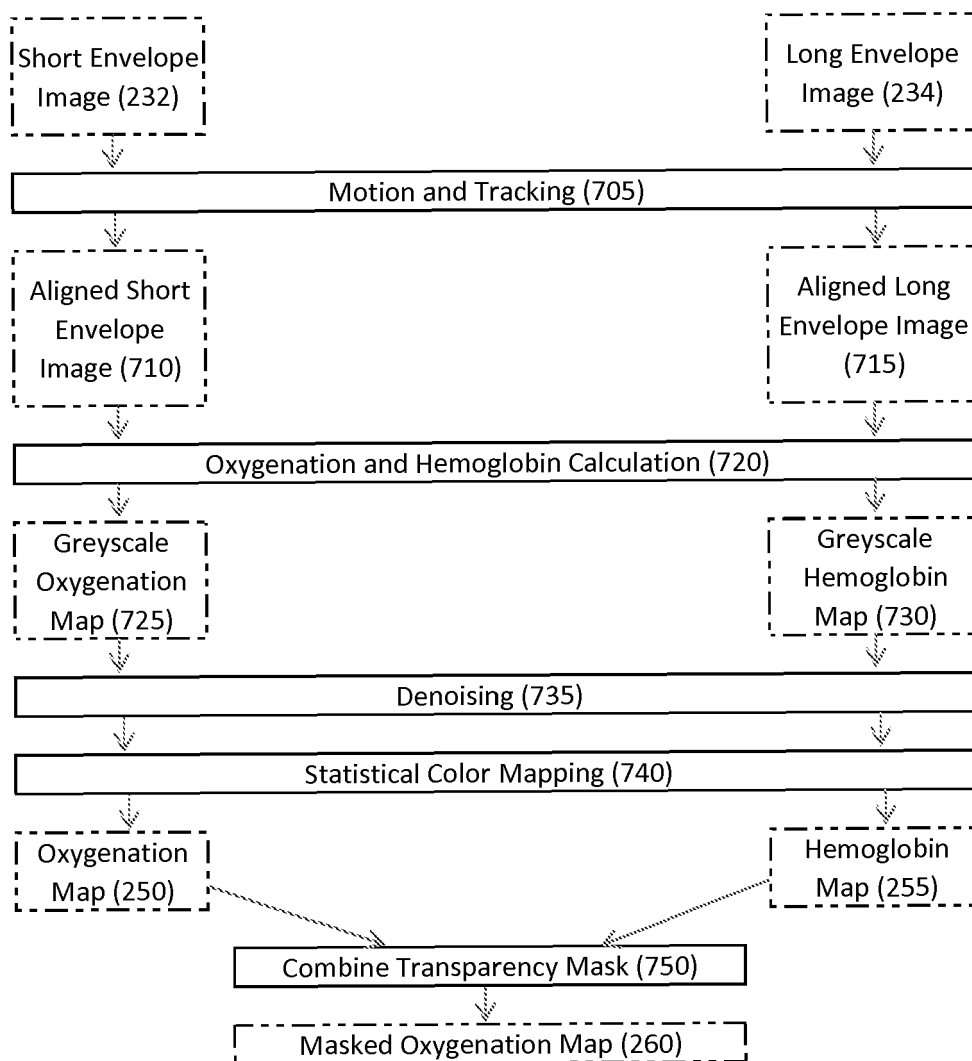 Short Envelope
Image (232)
Long Envelope
Image (234)
Motion and Tracking (705)
Aligned Short
Envelope
Image (710)
Aligned Long
Envelope Image
(715)
Oxygenation and Hemoglobin Calculation (720)
Greyscale
Oxygenation
Map (725)
Greyscale
Hemoglobin
Map (730)
Denoising (735)
Statistical Color Mapping (740)
Oxygenation
Map (250)
Hemoglobin
Map (255)
Combine Transparency Mask (750)
Masked Oxygenation Map (260)